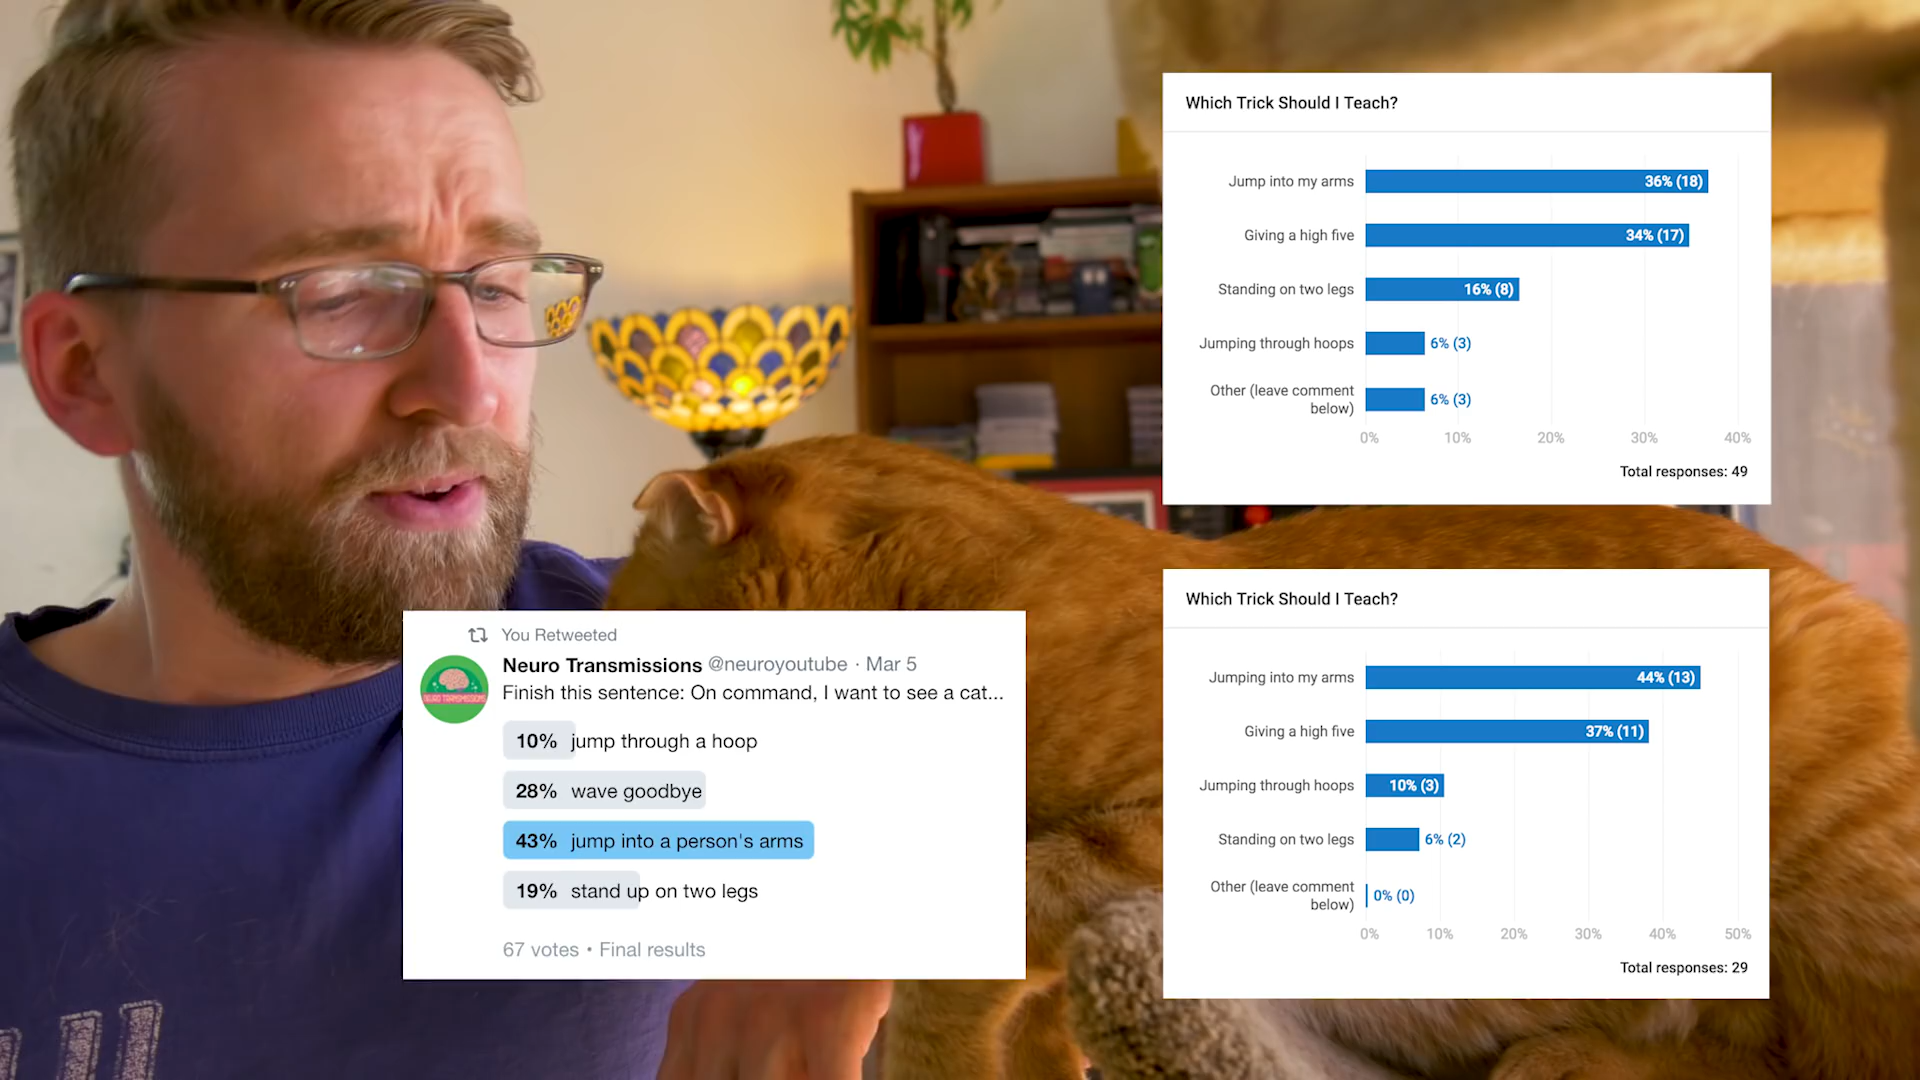 Which Trick Should I Teach?
Jump into my arms 36% (18)
Giving a high five 34% (17)
Standing on two legs 16% (8)
Jumping through hoops 6% (3)
Other (leave comment
below) 6% (3)
0% 10% 20% 30% 40%
Total responses: 49
You Retweeted
Neuro Transmissions @neuroyoutube · Mar 5
Finish this sentence: On command, I want to see a cat...
NEURO TRANSMISSIONS
10% jump through a hoop
28% wave goodbye
43% jump into a person's arms
19% stand up on two legs
67 votes • Final results
Which Trick Should I Teach?
Jumping into my arms 44% (13)
Giving a high five 37% (11)
Jumping through hoops 10% (3)
Standing on two legs 6% (2)
Other (leave comment
below) 0% (0)
0% 10% 20% 30% 40% 50%
Total responses: 29